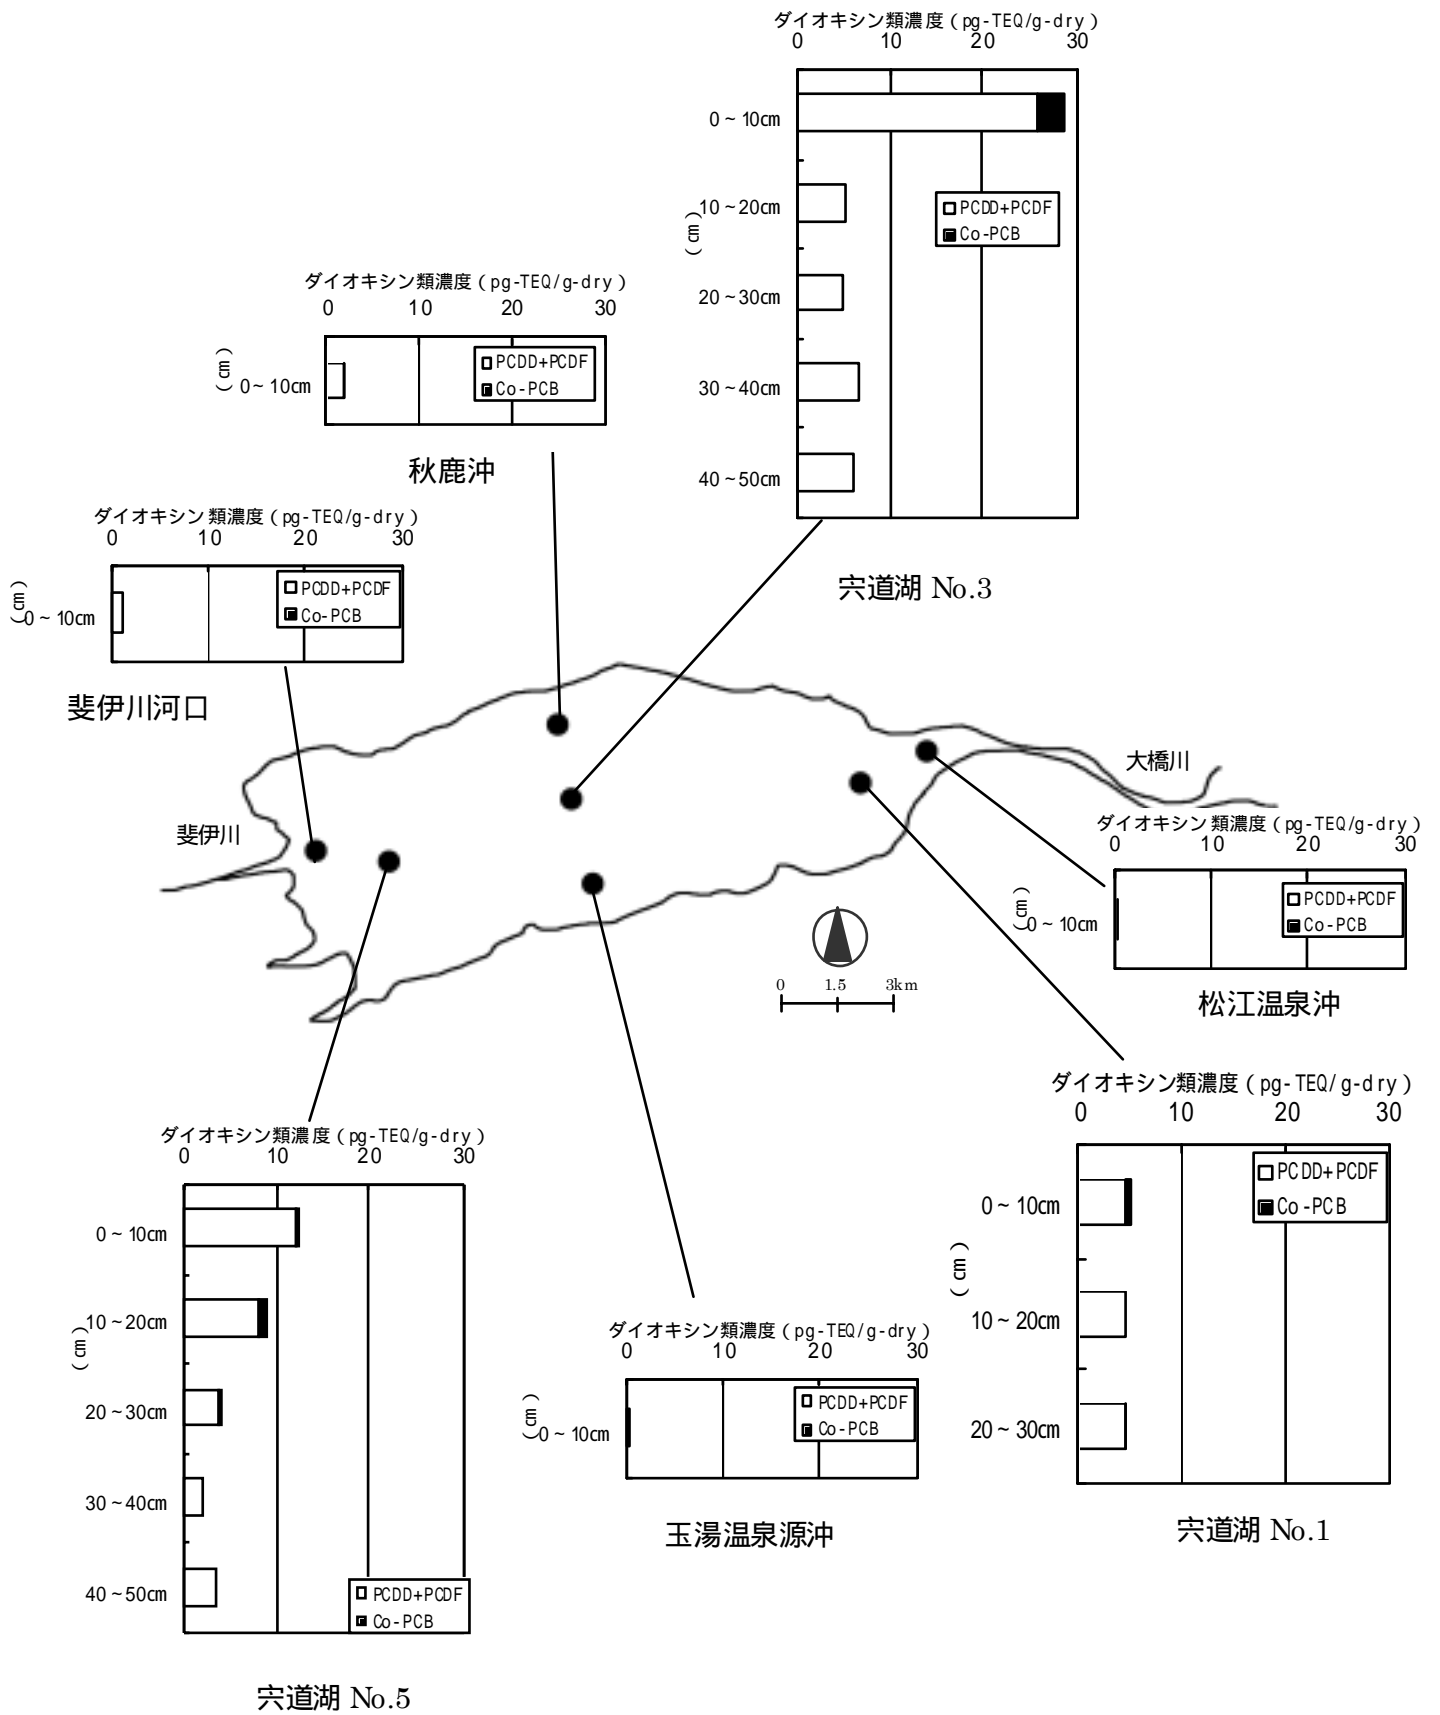 ダイオキシン類濃度（pg-TEQ/g-dry）
0 10 20 30
0～10cm
10～20cm
20～30cm
30～40cm
40～50cm
（cm）
PCDD+PCDF
Co-PCB
宍道湖 No.3
ダイオキシン類濃度（pg-TEQ/g-dry）
0 10 20 30
（cm）
0～10cm
PCDD+PCDF
Co-PCB
秋鹿沖
ダイオキシン類濃度（pg-TEQ/g-dry）
0 10 20 30
（cm）
0～10cm
PCDD+PCDF
Co-PCB
斐伊川河口
斐伊川
大橋川
0 1.5 3km
ダイオキシン類濃度（pg-TEQ/g-dry）
0 10 20 30
（cm）
0～10cm
PCDD+PCDF
Co-PCB
松江温泉沖
ダイオキシン類濃度（pg-TEQ/g-dry）
0 10 20 30
0～10cm
10～20cm
20～30cm
（cm）
PCDD+PCDF
Co-PCB
宍道湖 No.1
ダイオキシン類濃度（pg-TEQ/g-dry）
0 10 20 30
（cm）
0～10cm
PCDD+PCDF
Co-PCB
玉湯温泉源沖
ダイオキシン類濃度（pg-TEQ/g-dry）
0 10 20 30
0～10cm
10～20cm
20～30cm
30～40cm
40～50cm
（cm）
PCDD+PCDF
Co-PCB
宍道湖 No.5